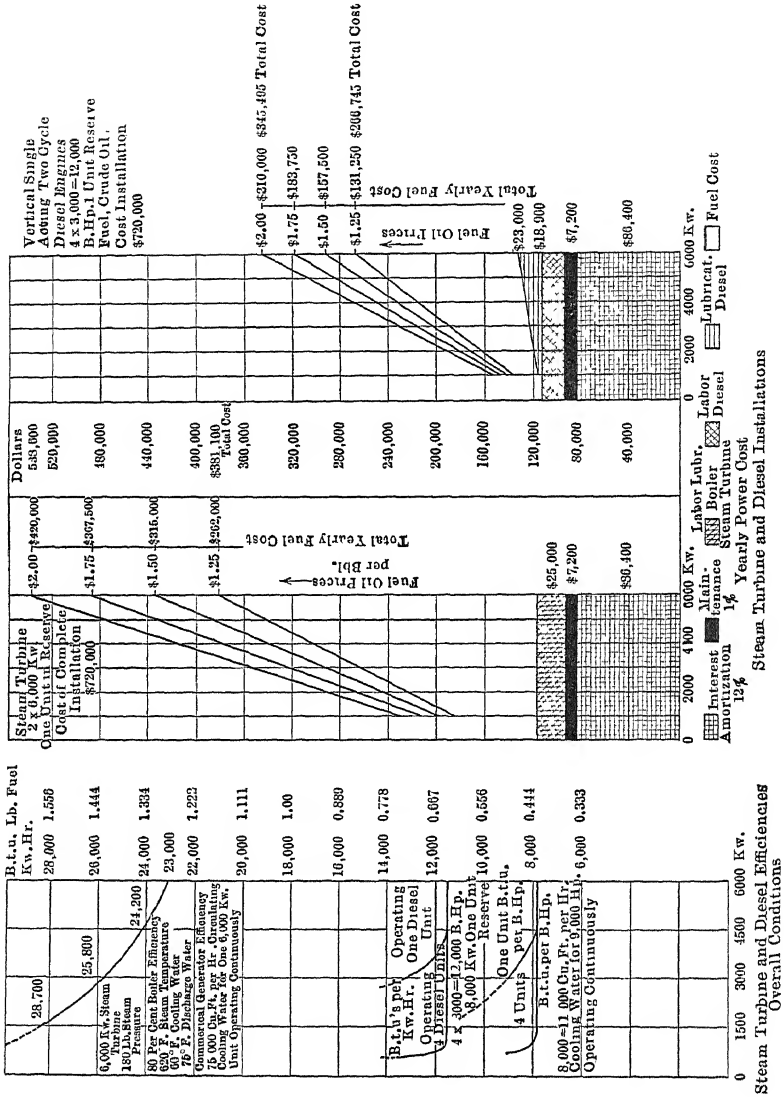 B.t.u. Lb. Fuel
Kw.Hr.
28,000 1.556
26,000 1.444
24,000 1.334
23,000
22,000 1.222
20,000 1.111
18,000 1.00
16,000 0.889
14,000 0.778
12,000 0.667
10,000 0.556
8,000 0.444
6,000 0.333
28,700
25,800
24,200
6,000 Kw. Steam
Turbine
180 Lb. Steam
Pressure
80 Per Cent Boiler Efficiency
620° F. Steam Temperature
60° F. Cooling Water
75° F. Discharge Water
Commerical Generator Efficiency
75 000 Cu.Ft. per Hr. Circulating
Cooling Water for One 6,000 Kw.
Unit Operating Continuously
B.t.u's per
Kw.Hr.
Operating
One Diesel
Unit
Operating
4 Diesel Units
4 x 3000=12,000 B.Hp.
8,000 Kw. One Unit
Reserve
One Unit B.t.u.
per B.Hp.
4 Units
B.t.u. per B.Hp.
8,000=11 000 Cu.Ft. per Hr.
Cooling Water for 9,000 Hp.
Operating Continuously
0 1500 3000 4500 6000 Kw.
Steam Turbine and Diesel Efficiencies
Overall Conditions
Steam Turbine
2 x 6,000 Kw.
One Unit in Reserve
Cost of Complete
Installation
$720,000
$2.00 $420,000
$1.75 $367,500
$1.50 $315,000
$1.25 $262,000
Total Yearly Fuel Cost
Fuel Oil Prices
per Bbl.
$25,000
$7,200
$86,400
0 2000 4 000 6000 Kw.
Dollars
533,000
520,000
480,000
440,000
400,000
$381,100
Total Cost
360,000
320,000
280,000
240,000
200,000
160,000
120,000
80,000
40,000
Vertical Single
Acting Two Cycle
Diesel Engines
4 x 3,000=12,000
B.Hp. 1 Unit Reserve
Fuel, Crude Oil,
Cost Installation
$720,000
$2.00 $310,000 $345,495 Total Cost
$1.75 $183,750
$1.50 $157,500
$1.25 $131,250 $266,745 Total Cost
Total Yearly Fuel Cost
Fuel Oil Prices
$23,000
$18,900
$7,200
$86,400
0 2000 4000 6000 Kw.
Interest
Amortization
12%
Main-
tenance
1%
Labor Lubr.
Boiler
Steam Turbine
Labor
Diesel
Lubricat.
Diesel
Fuel Cost
Yearly Power Cost
Steam Turbine and Diesel Installations